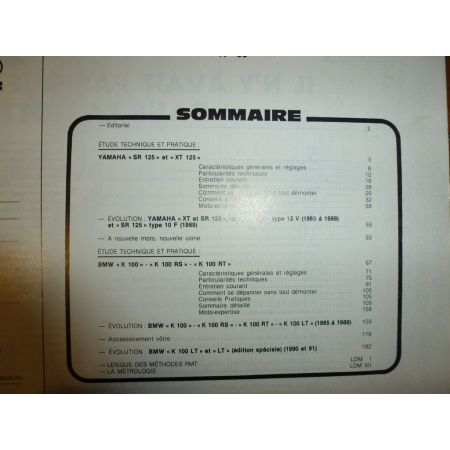 SOMMAIRE
— Editorial 2
ÉTUDE TECHNIQUE ET PRATIQUE :
YAMAHA « SR 125 » et « XT 125 » 3
Caractéristiques générales et réglages 6
Particularités techniques 10
Entretien courant 18
Sommaire détaillé 28
Comment se dépanner sans tout démonter 29
Conseils pratiques 32
Moto-expertise 58
— ÉVOLUTION : YAMAHA « XT et SR 125 » type 12 V (1985 à 1989)
et « SR 125 » type 10 F (1989) 59
— A nouvelle moto, nouvelle usine 63
ÉTUDE TECHNIQUE ET PRATIQUE :
BMW « K 100 » - « K 100 RS » - « K 100 RT » 67
Caractéristiques générales et réglages 71
Particularités techniques 75
Entretien courant 91
Comment se dépanner sans tout démonter 105
Conseils Pratiques 105
Sommaire détaillé 109
Moto-expertise 158
— ÉVOLUTION BMW « K 100 » - « K 100 RS » - « K 100 RT » - « K 100 LT » (1985 à 1989) 159
— Accessoirement vôtre 178
— ÉVOLUTION BMW « K 100 LT » et « LT » (édition spéciale) (1990 et 91) 182
— LEXIQUE DES MÉTHODES RMT LDM I
— LA MÉTROLOGIE LDM XII